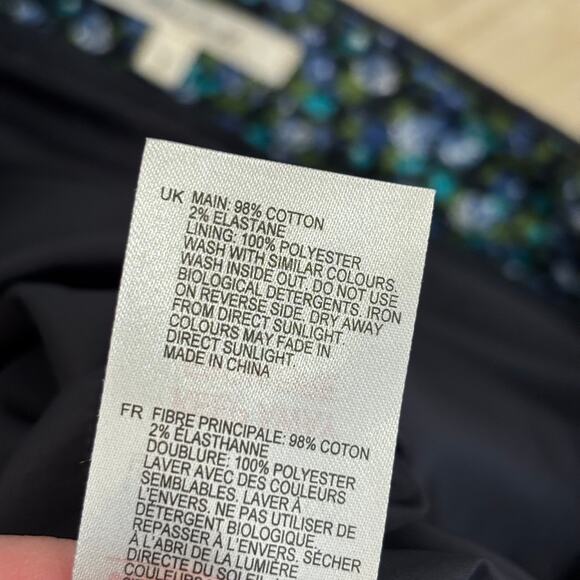 UK MAIN: 98% COTTON
2% ELASTANE
LINING: 100% POLYESTER
WASH WITH SIMILAR COLOURS.
WASH INSIDE OUT. DO NOT USE
BIOLOGICAL DETERGENTS. IRON
ON REVERSE SIDE. DRY AWAY
FROM DIRECT SUNLIGHT.
COLOURS MAY FADE IN
DIRECT SUNLIGHT.
MADE IN CHINA
FR FIBRE PRINCIPALE: 98% COTON
2% ÉLASTHANNE
DOUBLURE: 100% POLYESTER
LAVER AVEC DES COULEURS
SEMBLABLES. LAVER À
L'ENVERS. NE PAS UTILISER DE
DÉTERGENT BIOLOGIQUE.
REPASSER À L'ENVERS. SÉCHER
À L'ABRI DE LA LUMIÈRE
DIRECTE DU SOLEIL.
COULEURS